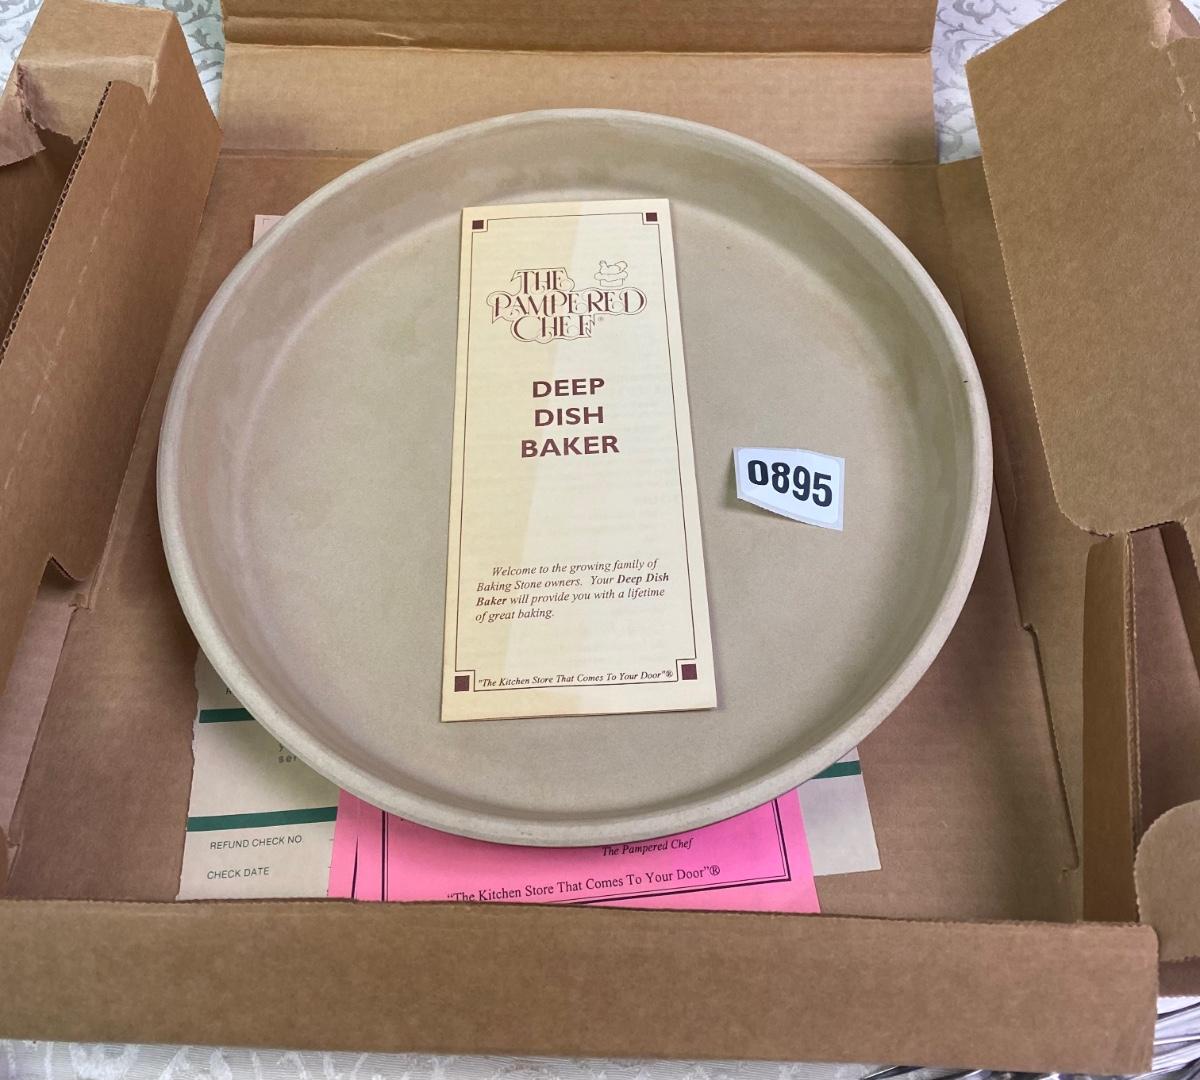 THE
PAMPERED
CHEF®
DEEP
DISH
BAKER
Welcome to the growing family of
Baking Stone owners. Your Deep Dish
Baker will provide you with a lifetime
of great baking.
"The Kitchen Store That Comes To Your Door"®
0895
REFUND CHECK NO
CHECK DATE
The Pampered Chef
"The Kitchen Store That Comes To Your Door"®